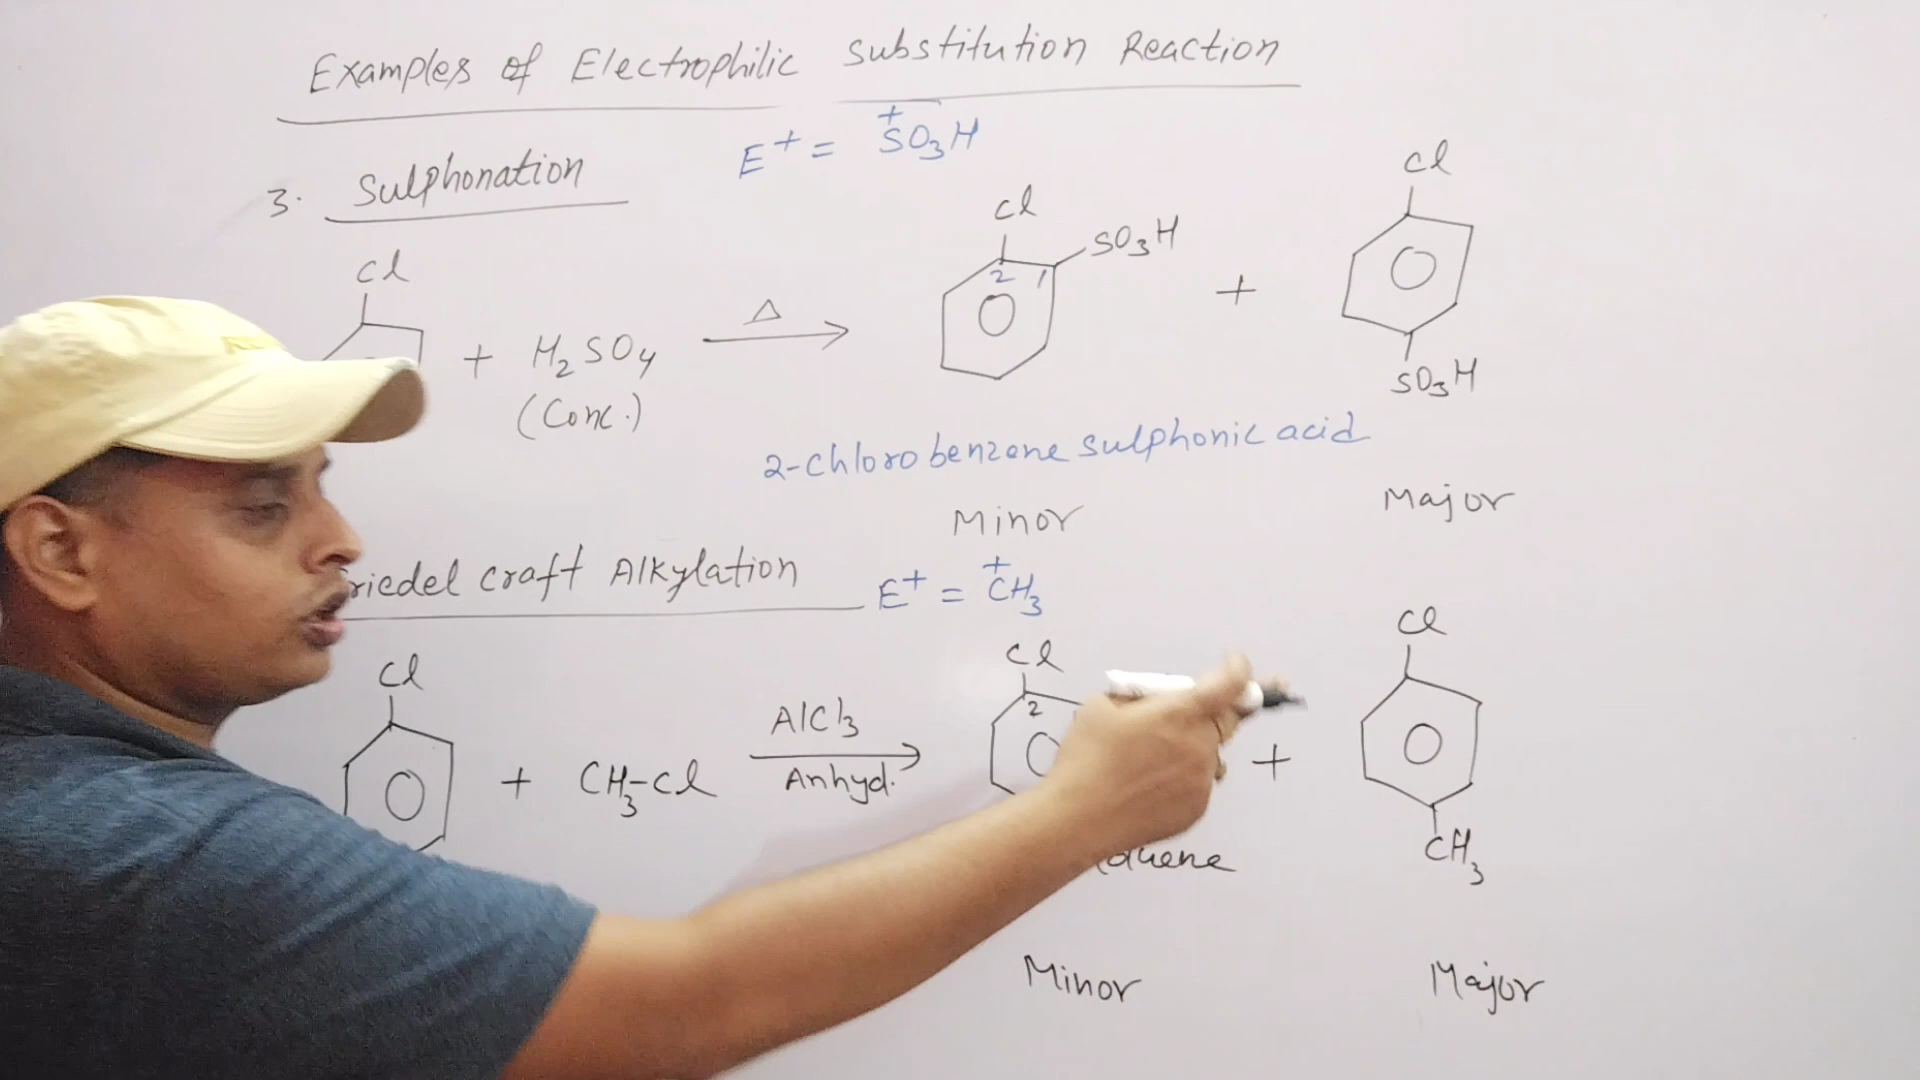 Examples of Electrophilic Substitution Reaction
3. Sulphonation
E+ = +SO3H
Cl
+ H2SO4
(Conc.)
Δ
Cl
2 1
SO3H
+
Cl
SO3H
2-chlorobenzene sulphonic acid
Minor
Major
craft Alkylation
E+ = +CH3
Cl
+ CH3-Cl
AlCl3
Anhyd.
Cl
2
+
Cl
CH3
Minor
Major